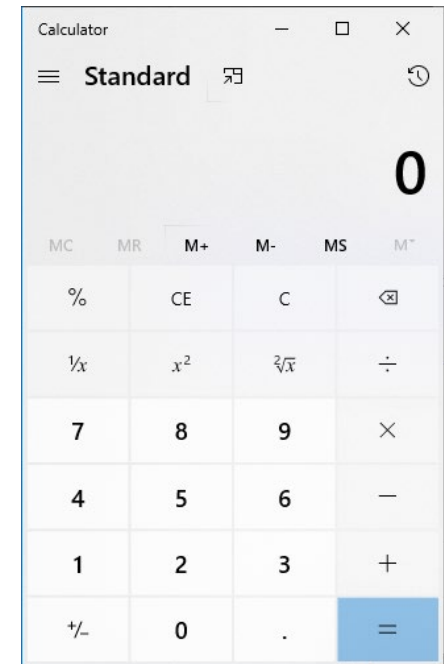 Calculator
Standard
0
MC MR M+ M- MS M˅
% CE C
¹/x x² ²√x ÷
7 8 9 ×
4 5 6 −
1 2 3 +
+/− 0 . =